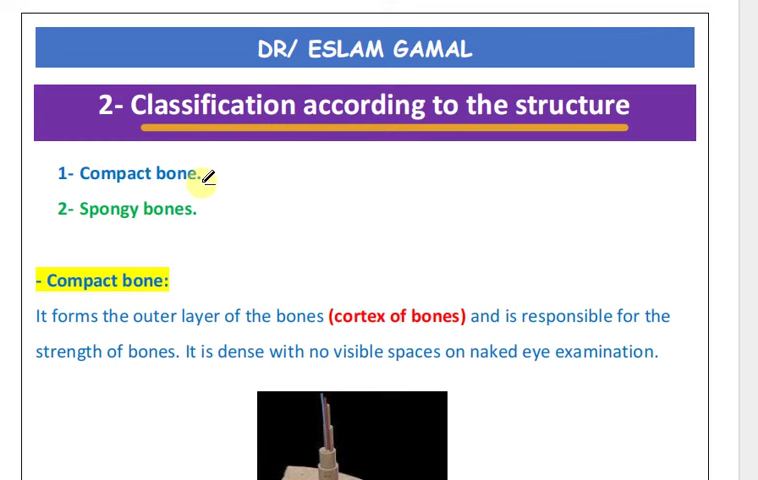 DR/ ESLAM GAMAL
2- Classification according to the structure
1- Compact bone.
2- Spongy bones.
- Compact bone:
It forms the outer layer of the bones (cortex of bones) and is responsible for the
strength of bones. It is dense with no visible spaces on naked eye examination.